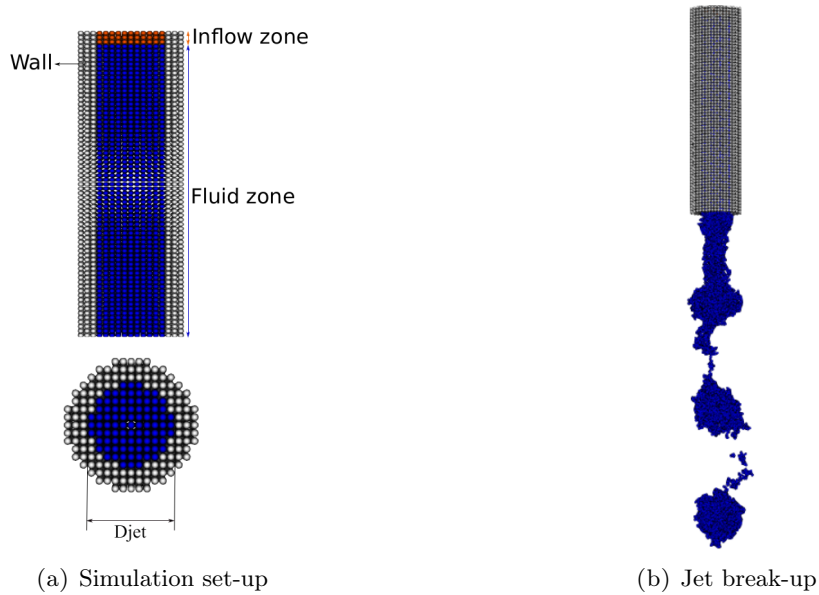 Inflow zone
Wall
Fluid zone
Djet
(a) Simulation set-up
(b) Jet break-up